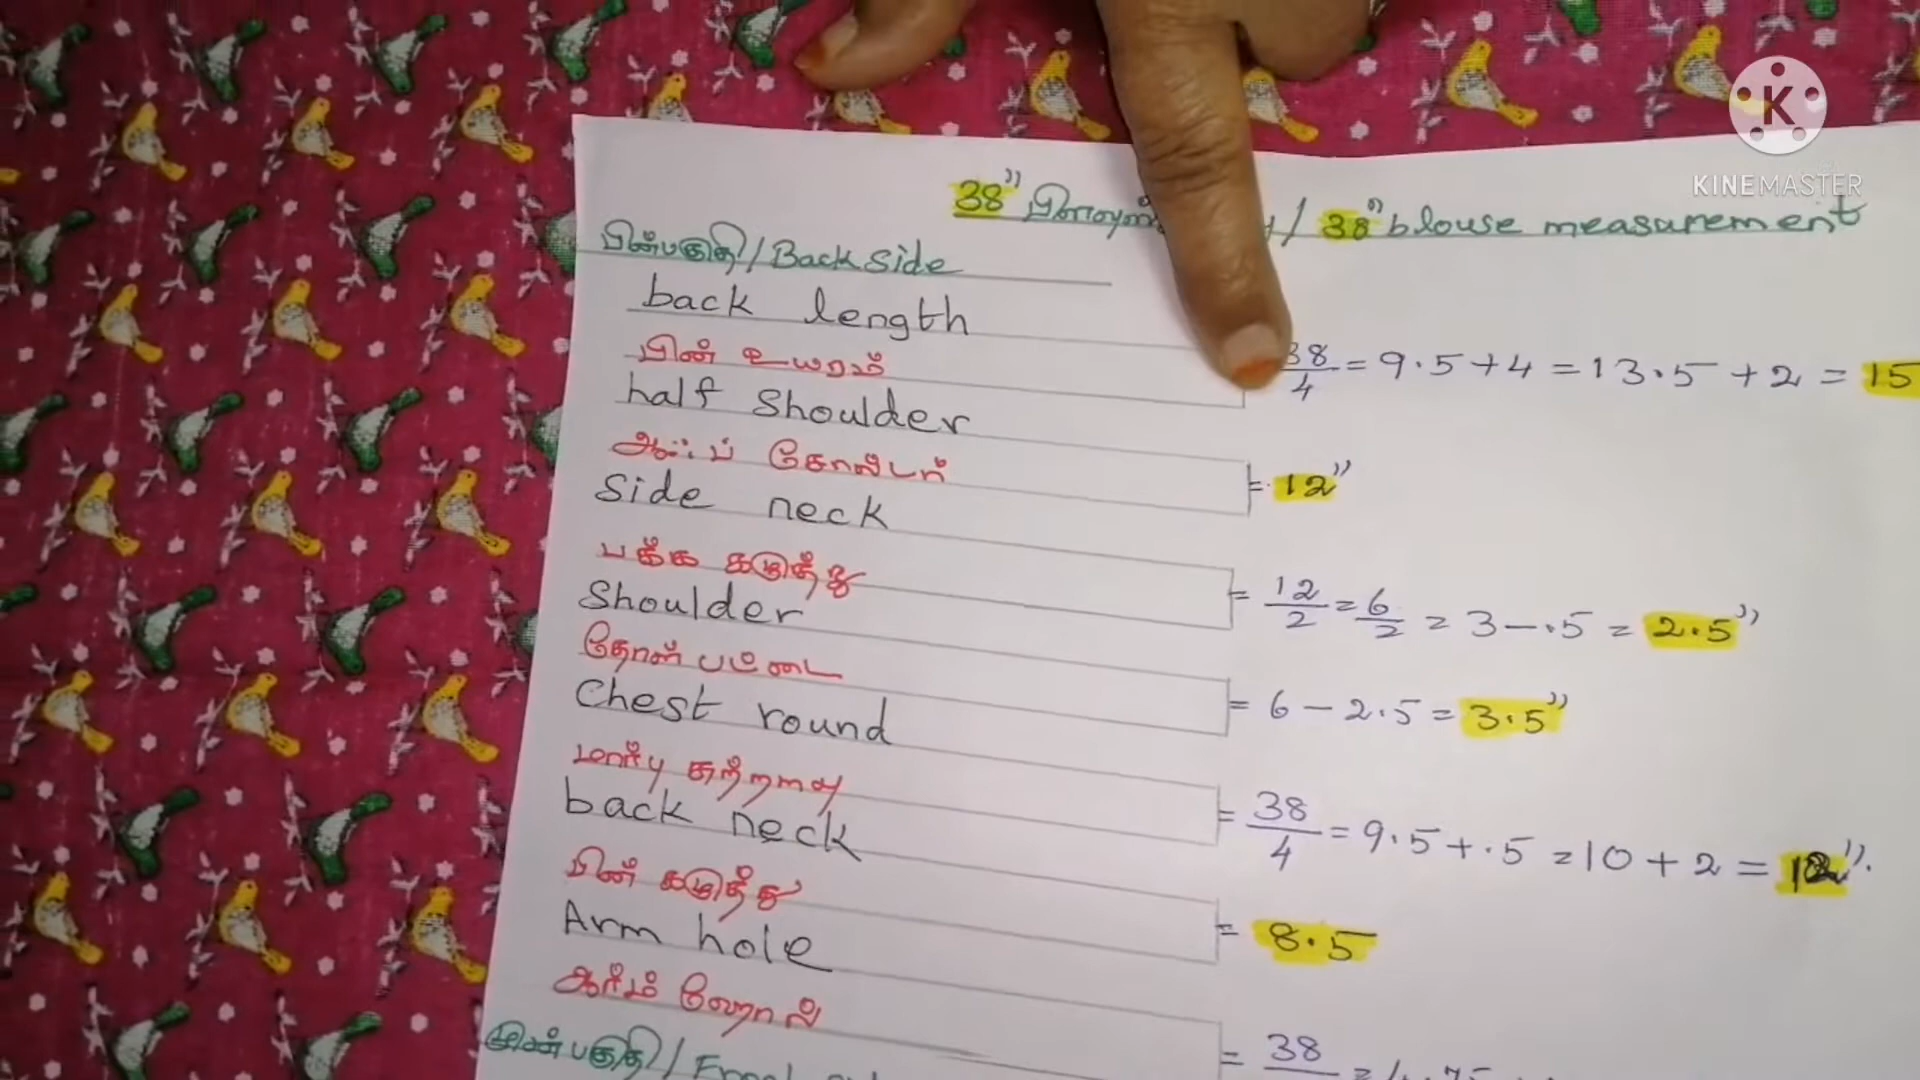 38" / 38" blouse measurement
பின்பகுதி / Back Side
back length
பின் உயரம்
38/4 = 9.5 + 4 = 13.5 + 2 = 15
half Shoulder
ஆஃப் சோல்டர்
= 12"
Side neck
பக்க கழுத்து
= 12/2 = 6/2 = 3 - .5 = 2.5"
Shoulder
தோள் பட்டை
= 6 - 2.5 = 3.5"
Chest round
மார்பு சுற்றளவு
= 38/4 = 9.5 + .5 = 10 + 2 = 12".
back neck
பின் கழுத்து
= 8.5
Arm hole
ஆர்ம் ஹோல்
= 38
முன்பகுதி /
KINEMASTER